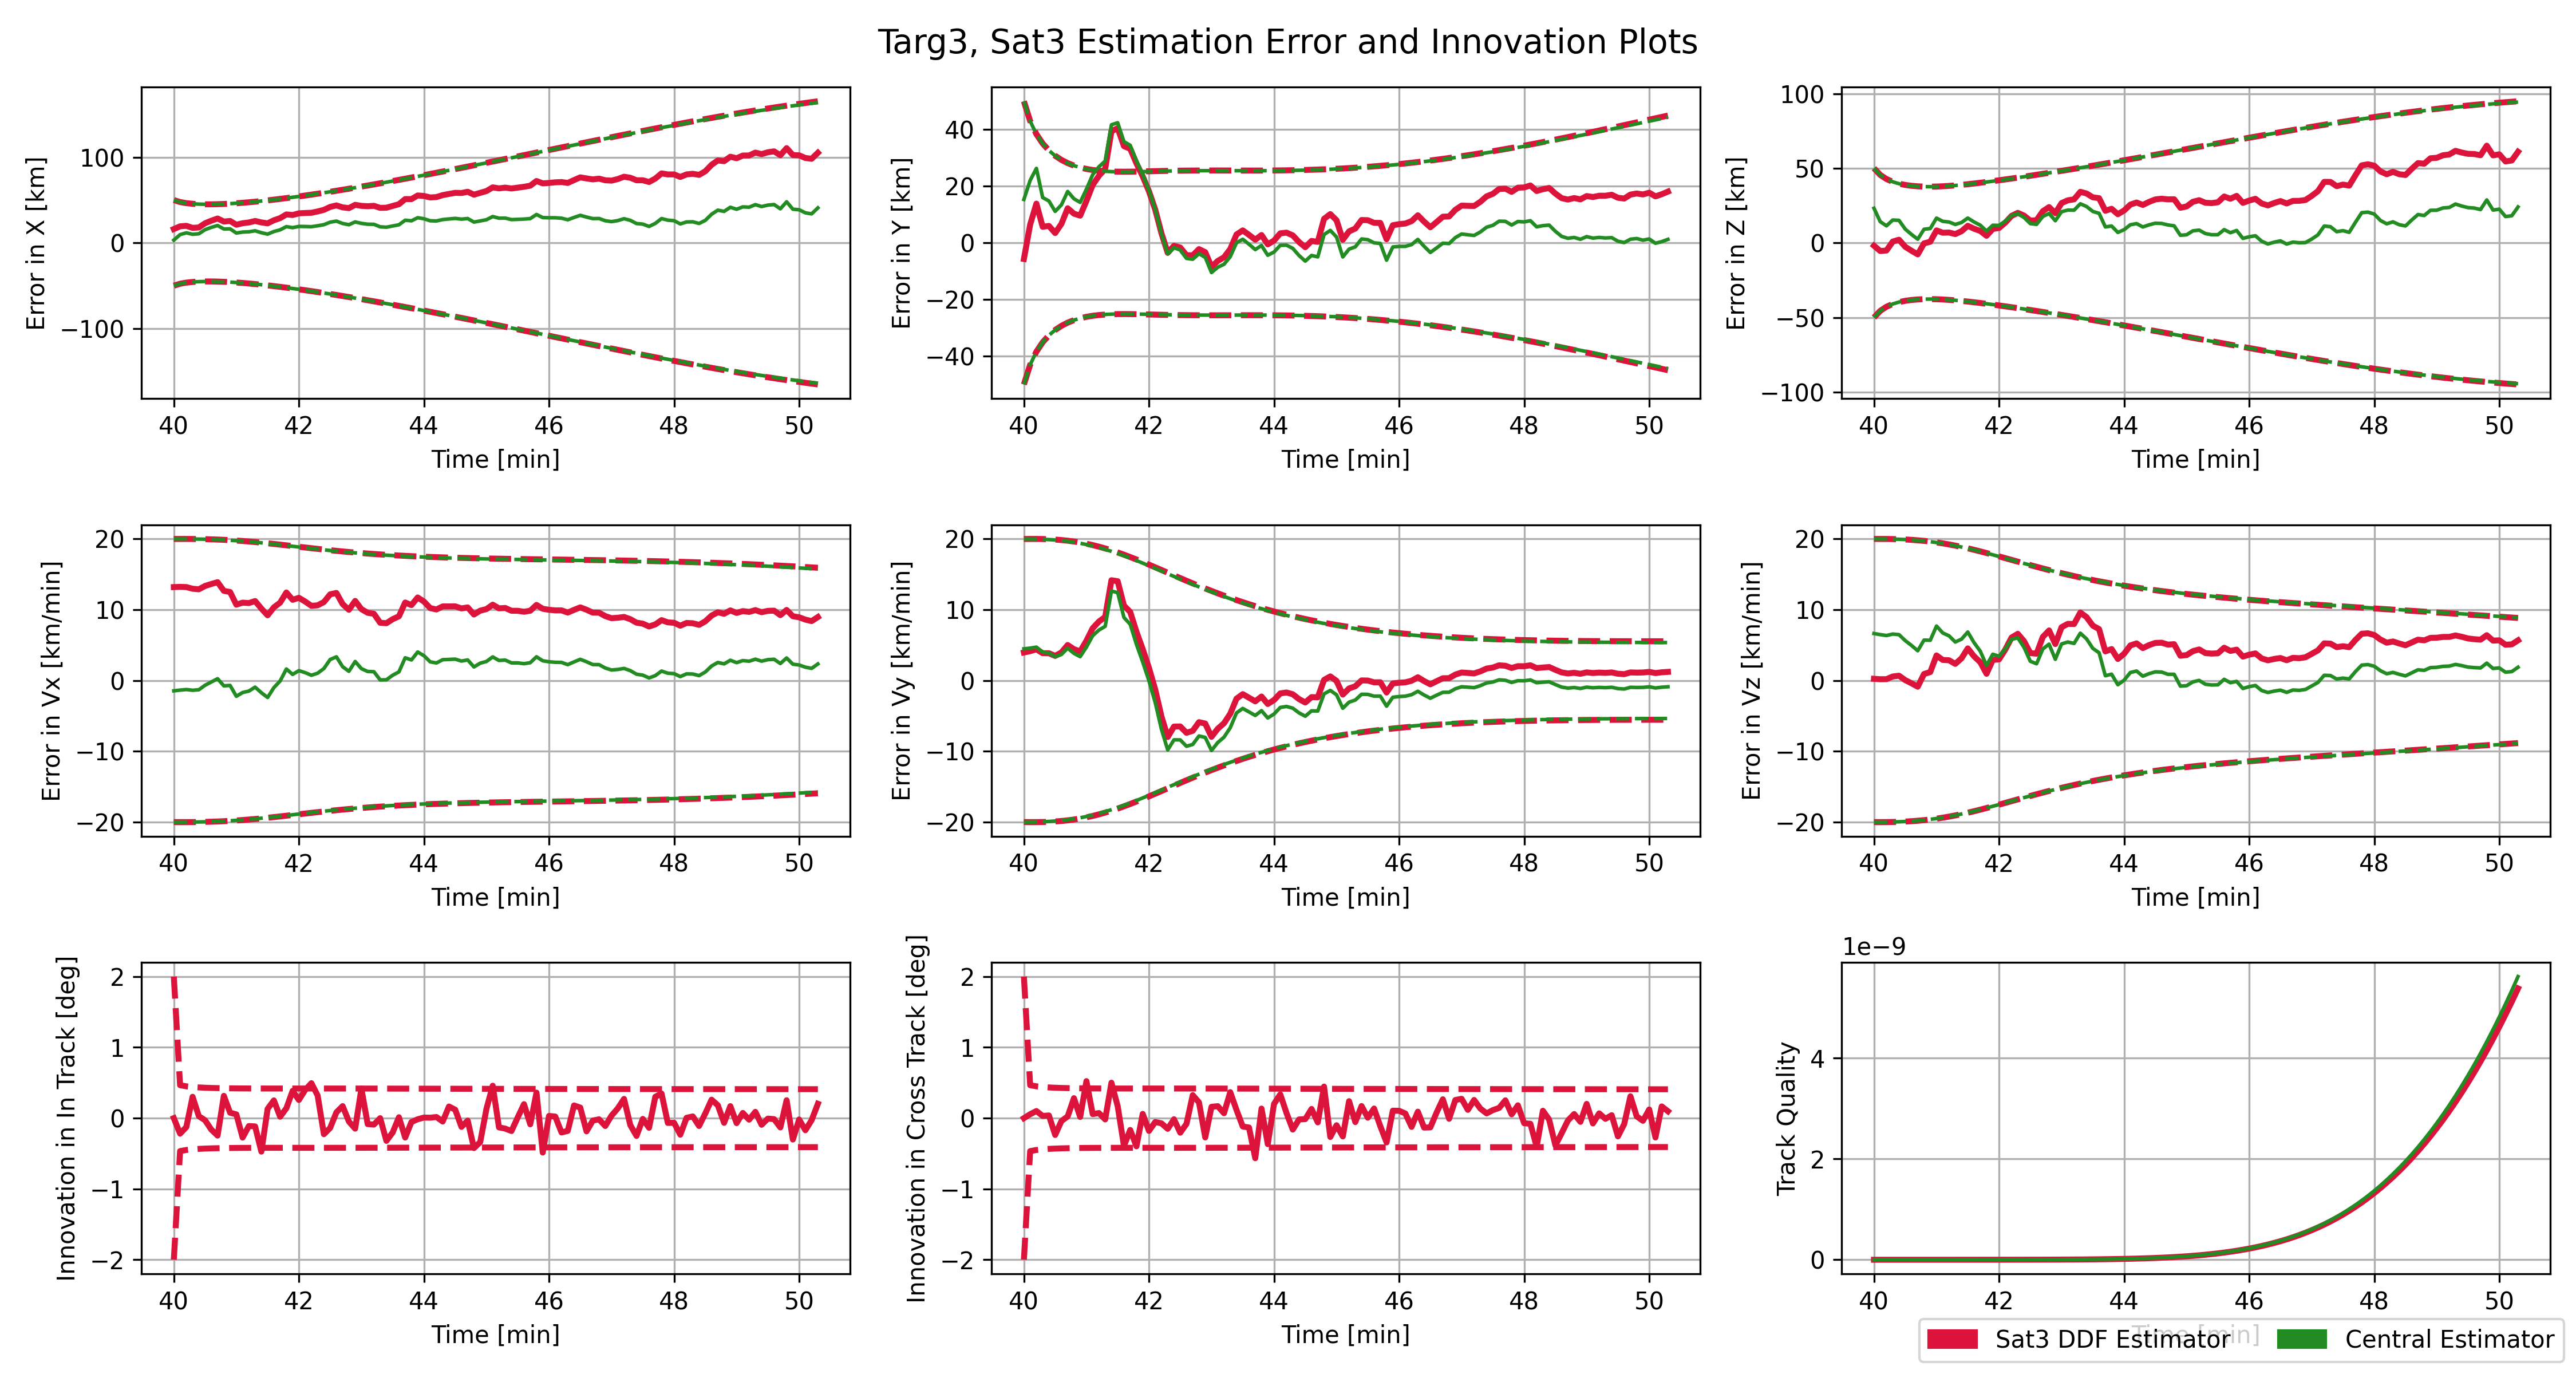 Targ3, Sat3 Estimation Error and Innovation Plots
Error in X [km]
100
0
−100
40 42 44 46 48 50
Time [min]
Error in Y [km]
40
20
0
−20
−40
40 42 44 46 48 50
Time [min]
Error in Z [km]
100
50
0
−50
−100
40 42 44 46 48 50
Time [min]
Error in Vx [km/min]
20
10
0
−10
−20
40 42 44 46 48 50
Time [min]
Error in Vy [km/min]
20
10
0
−10
−20
40 42 44 46 48 50
Time [min]
Error in Vz [km/min]
20
10
0
−10
−20
40 42 44 46 48 50
Time [min]
Innovation in In Track [deg]
2
1
0
−1
−2
40 42 44 46 48 50
Time [min]
Innovation in Cross Track [deg]
2
1
0
−1
−2
40 42 44 46 48 50
Time [min]
1e−9
Track Quality
4
2
0
40 42 44 46 48 50
Time [min]
Sat3 DDF Estimator Central Estimator